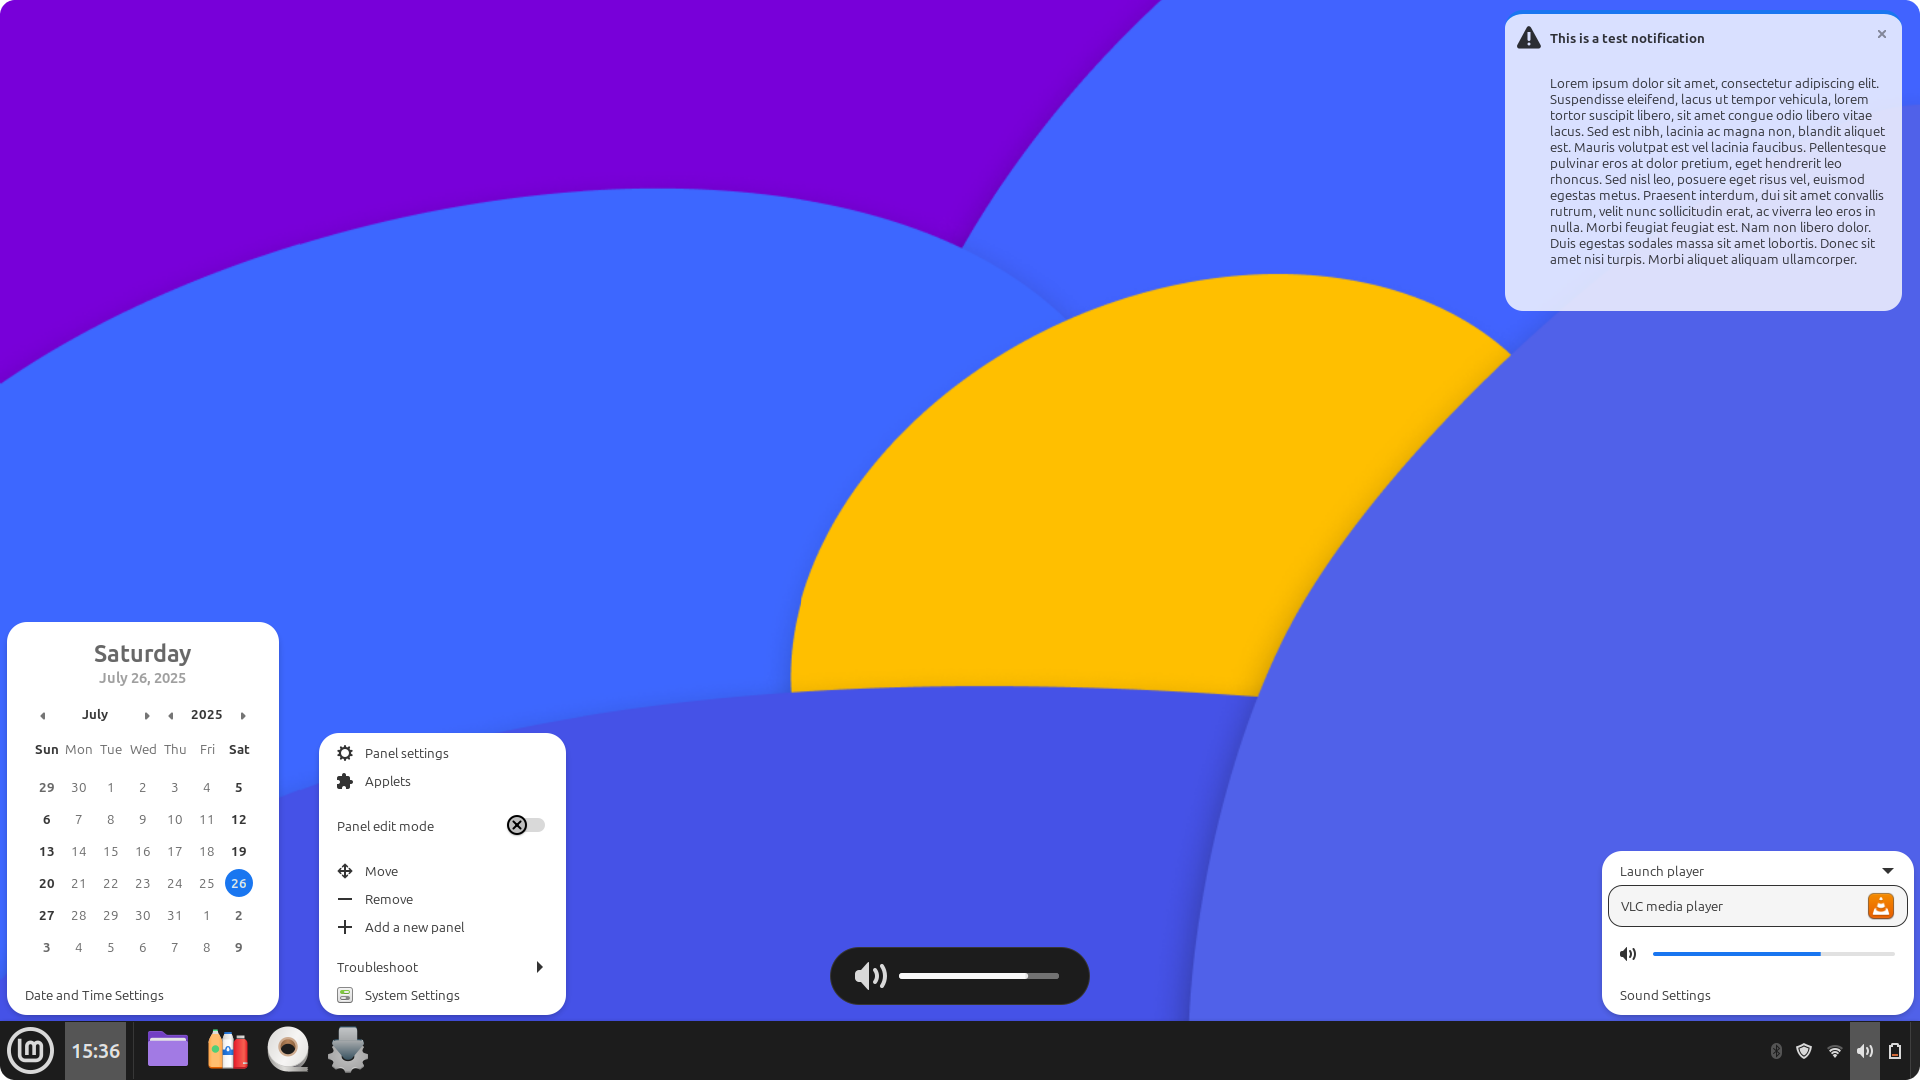 This is a test notification
Lorem ipsum dolor sit amet, consectetur adipiscing elit.
Suspendisse eleifend, lacus ut tempor vehicula, lorem
tortor suscipit libero, sit amet congue odio libero vitae
lacus. Sed est nibh, lacinia ac magna non, blandit aliquet
est. Mauris volutpat est vel lacinia faucibus. Pellentesque
pulvinar eros at dolor pretium, eget hendrerit leo
rhoncus. Sed nisl leo, posuere eget risus vel, euismod
egestas metus. Praesent interdum, dui sit amet convallis
rutrum, velit nunc sollicitudin erat, ac viverra leo eros in
nulla. Morbi feugiat feugiat est. Nam non libero dolor.
Duis egestas sodales massa sit amet lobortis. Donec sit
amet nisi turpis. Morbi aliquet aliquam ullamcorper.
Saturday
July 26, 2025
July 2025
Sun Mon Tue Wed Thu Fri Sat
29 30 1 2 3 4 5
6 7 8 9 10 11 12
13 14 15 16 17 18 19
20 21 22 23 24 25 26
27 28 29 30 31 1 2
3 4 5 6 7 8 9
Date and Time Settings
Panel settings
Applets
Panel edit mode
Move
Remove
Add a new panel
Troubleshoot
System Settings
Launch player
VLC media player
Sound Settings
15:36